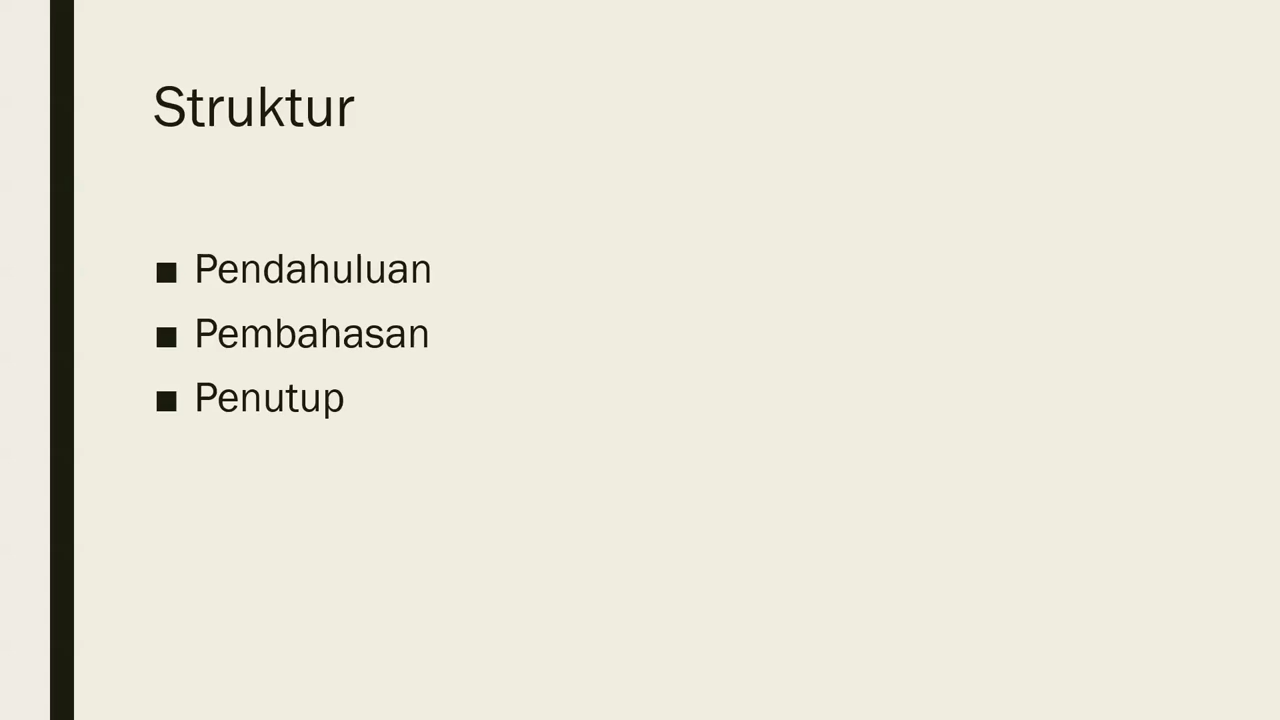 Struktur
■ Pendahuluan
■ Pembahasan
■ Penutup